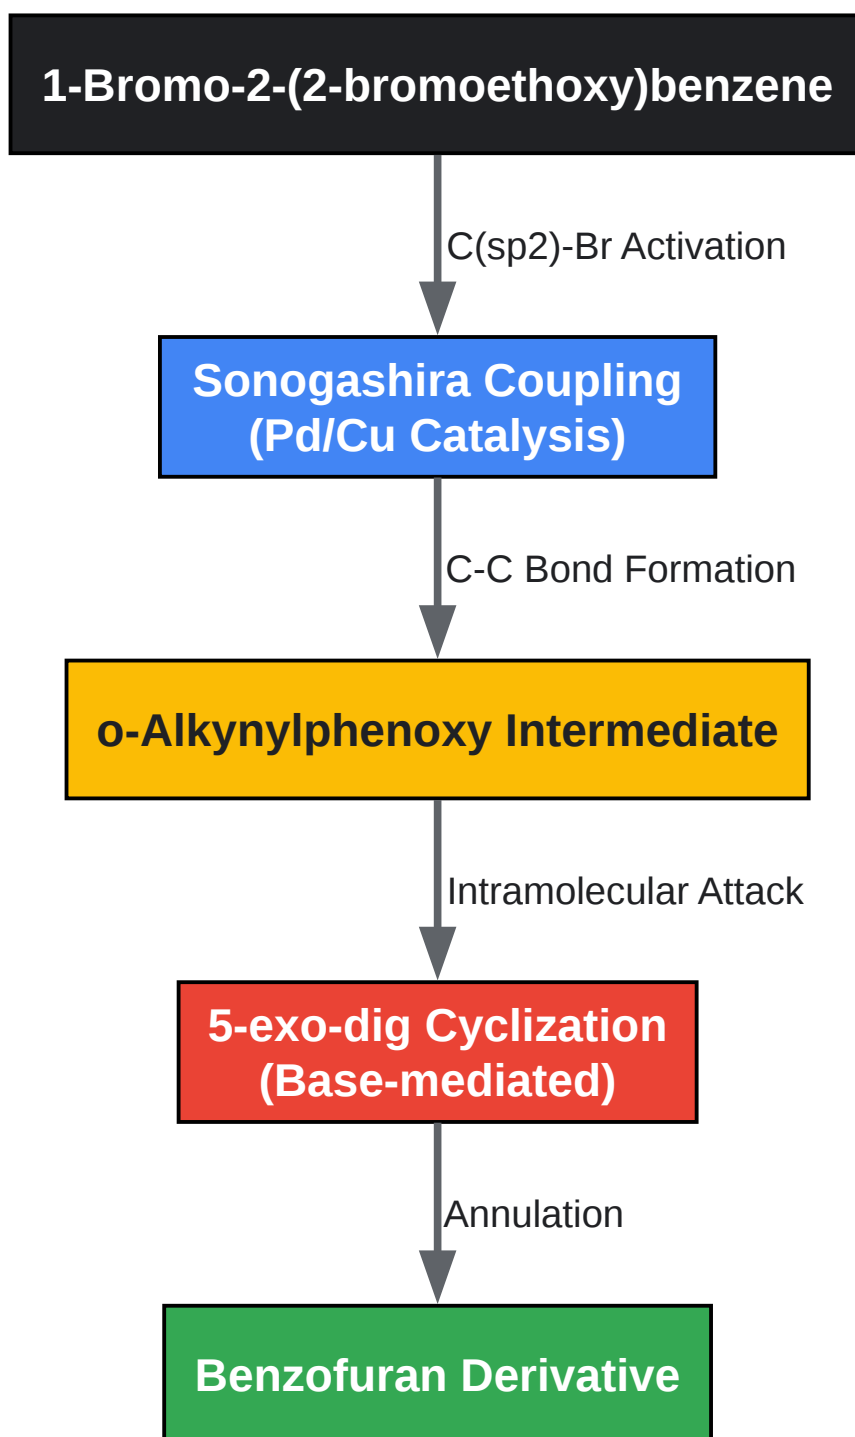 1-Bromo-2-(2-bromoethoxy)benzene
C(sp2)-Br Activation
Sonogashira Coupling
(Pd/Cu Catalysis)
C-C Bond Formation
o-Alkynylphenoxy Intermediate
Intramolecular Attack
5-exo-dig Cyclization
(Base-mediated)
Annulation
Benzofuran Derivative